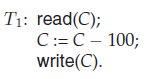 T₁: read(C);
C := C – 100;
write(C).